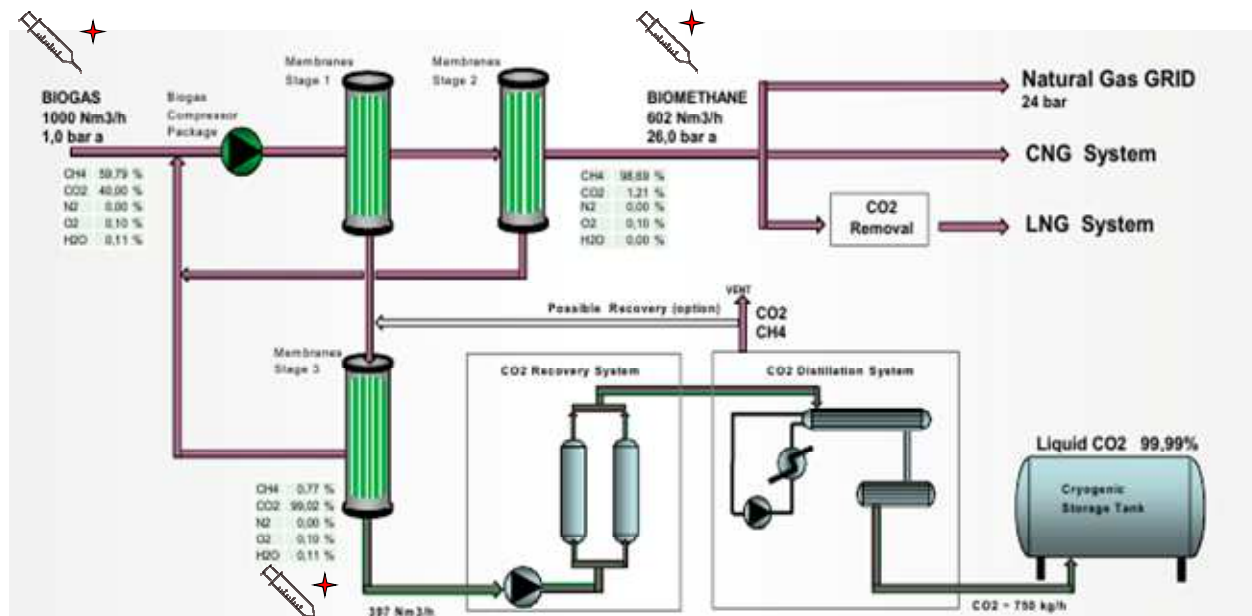 Membranes
Stage 1
Membranes
Stage 2
BIOGAS
1000 Nm3/h
1,0 bar a
Biogas
Compressor
Package
BIOMETHANE
602 Nm3/h
26,0 bar a
Natural Gas GRID
24 bar
CNG System
CO2
Removal
LNG System
CH4 59,79 %
CO2 40,00 %
N2 0,00 %
O2 0,10 %
H2O 0,11 %
CH4 98,69 %
CO2 1,21 %
N2 0,00 %
O2 0,10 %
H2O 0,00 %
VENT
CO2
CH4
Possible Recovery (option)
Membranes
Stage 3
CO2 Recovery System
CO2 Distillation System
Liquid CO2 99,99%
Cryogenic
Storage Tank
CH4 0,77 %
CO2 99,02 %
N2 0,00 %
O2 0,10 %
H2O 0,11 %
397 Nm3/h
CO2 ~ 750 kg/h